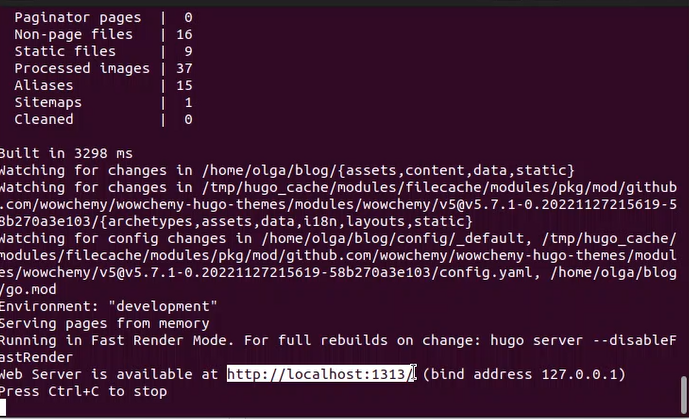 Paginator pages  |  0
Non-page files   | 16
Static files     |  9
Processed images | 37
Aliases          | 15
Sitemaps         |  1
Cleaned          |  0
Built in 3298 ms
Watching for changes in /home/olga/blog/{assets,content,data,static}
Watching for changes in /tmp/hugo_cache/modules/filecache/modules/pkg/mod/github
.com/wowchemy/wowchemy-hugo-themes/modules/wowchemy/v5@v5.7.1-0.20221127215619-5
8b270a3e103/{archetypes,assets,data,i18n,layouts,static}
Watching for config changes in /home/olga/blog/config/_default, /tmp/hugo_cache/
modules/filecache/modules/pkg/mod/github.com/wowchemy/wowchemy-hugo-themes/modul
es/wowchemy/v5@v5.7.1-0.20221127215619-58b270a3e103/config.yaml, /home/olga/blog
/go.mod
Environment: "development"
Serving pages from memory
Running in Fast Render Mode. For full rebuilds on change: hugo server --disableF
astRender
Web Server is available at http://localhost:1313/ (bind address 127.0.0.1)
Press Ctrl+C to stop